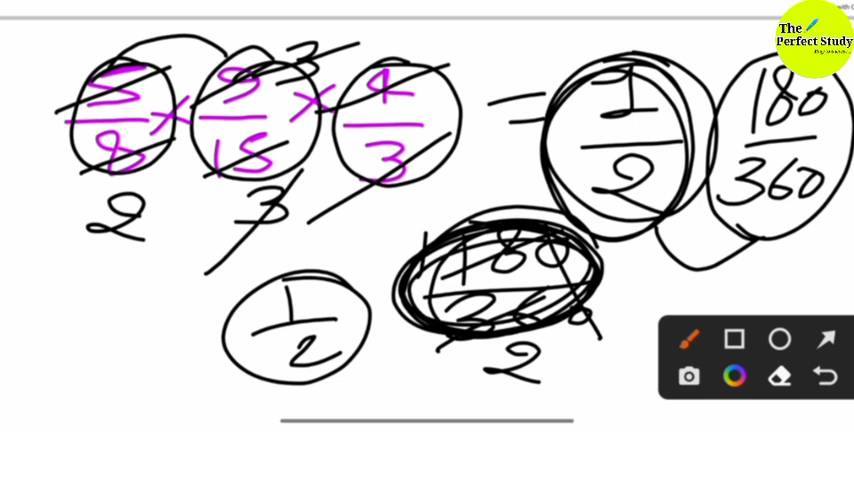 The
Perfect Study
3
5/8 × 9/15 × 4/3 = 1/2 180/360
2 3
1/2 1 180/360
2